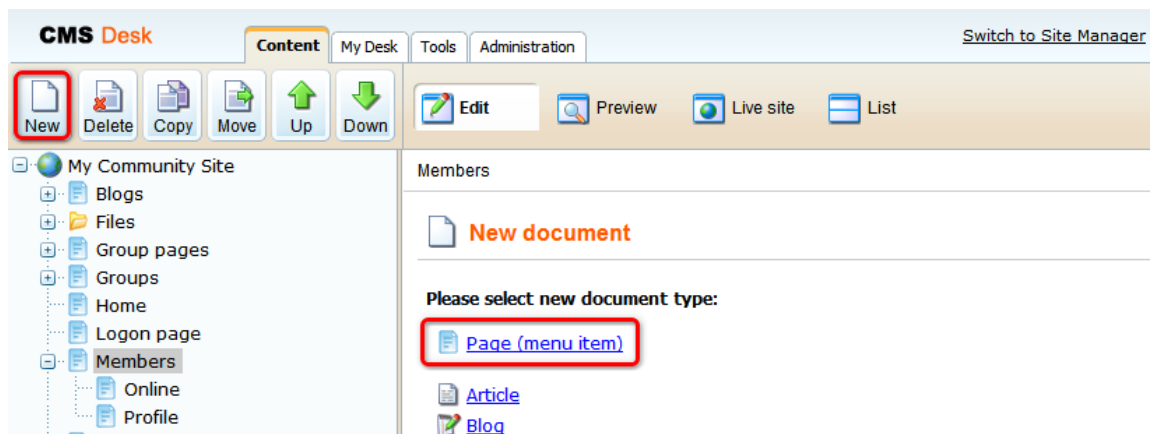 CMS Desk
Content My Desk Tools Administration
Switch to Site Manager
New Delete Copy Move Up Down
Edit Preview Live site List
My Community Site
Blogs
Files
Group pages
Groups
Home
Logon page
Members
Online
Profile
Members
New document
Please select new document type:
Page (menu item)
Article
Blog